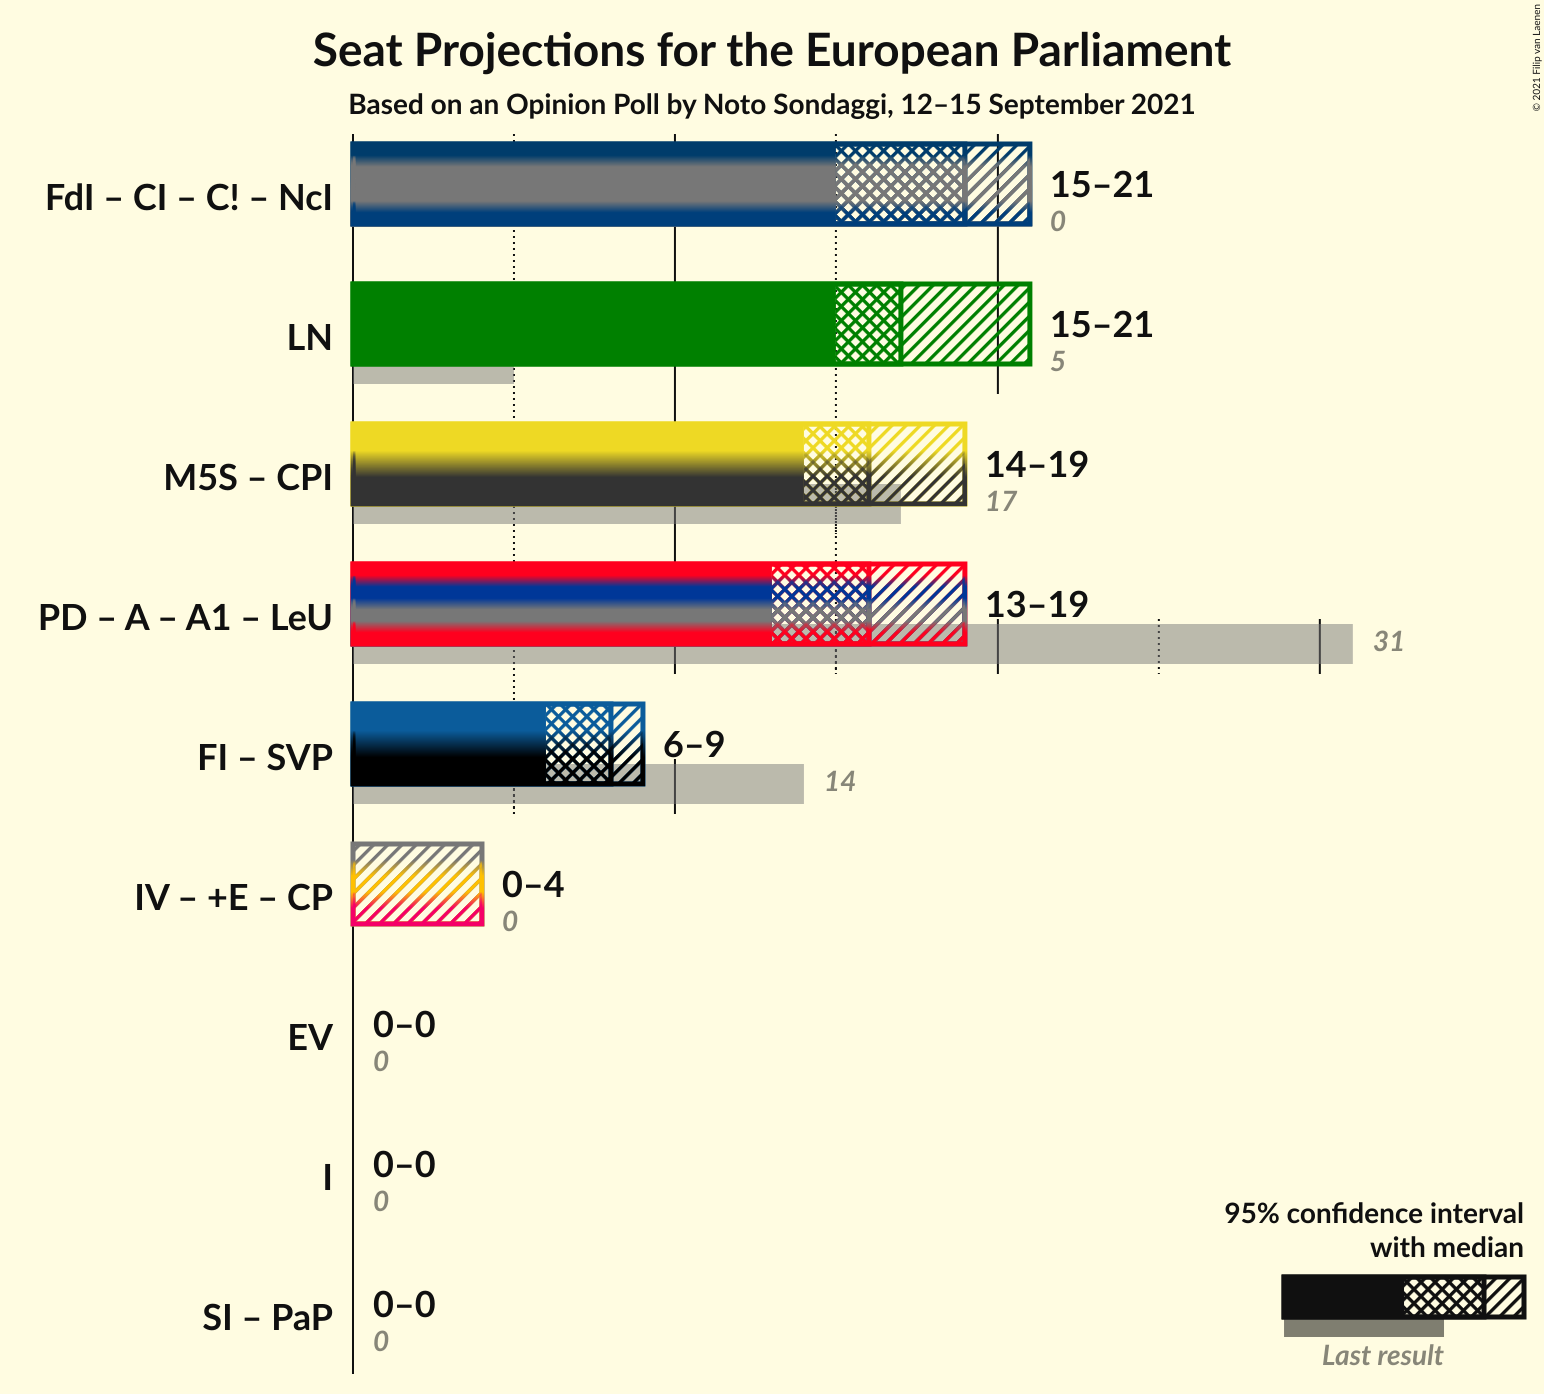 Seat Projections for the European Parliament
Based on an Opinion Poll by Noto Sondaggi, 12–15 September 2021
© 2021 Filip van Laenen
FdI – CI – C! – NcI
15–21
0
LN
15–21
5
M5S – CPI
14–19
17
PD – A – A1 – LeU
13–19
31
FI – SVP
6–9
14
IV – +E – CP
0–4
0
EV
0–0
0
I
0–0
0
SI – PaP
0–0
0
95% confidence interval
with median
Last result